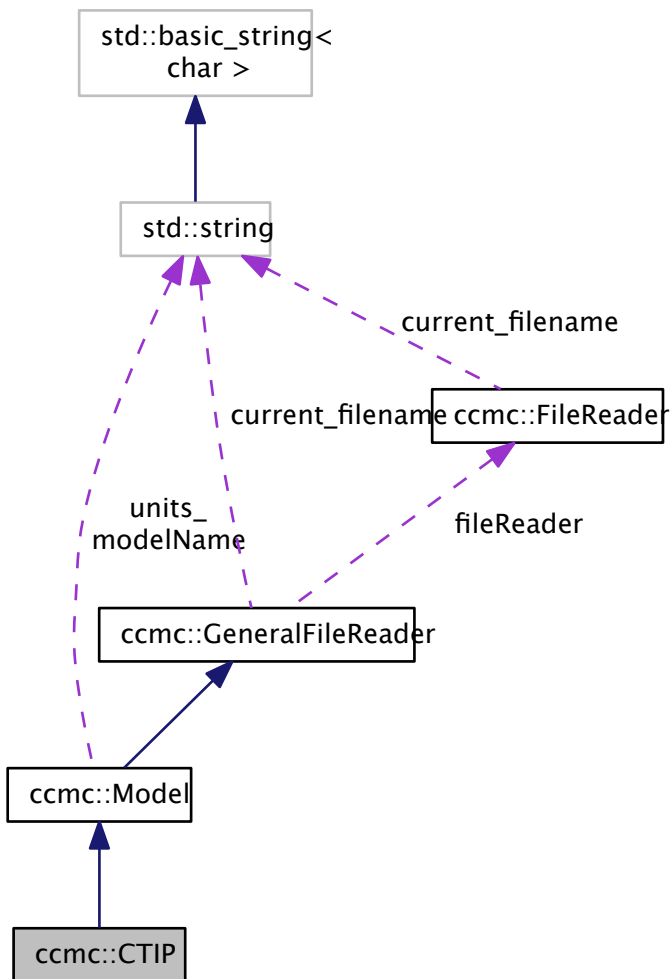 std::basic_string<
char >
std::string
current_filename
current_filename
ccmc::FileReader
units_
modelName
fileReader
ccmc::GeneralFileReader
ccmc::Model
ccmc::CTIP